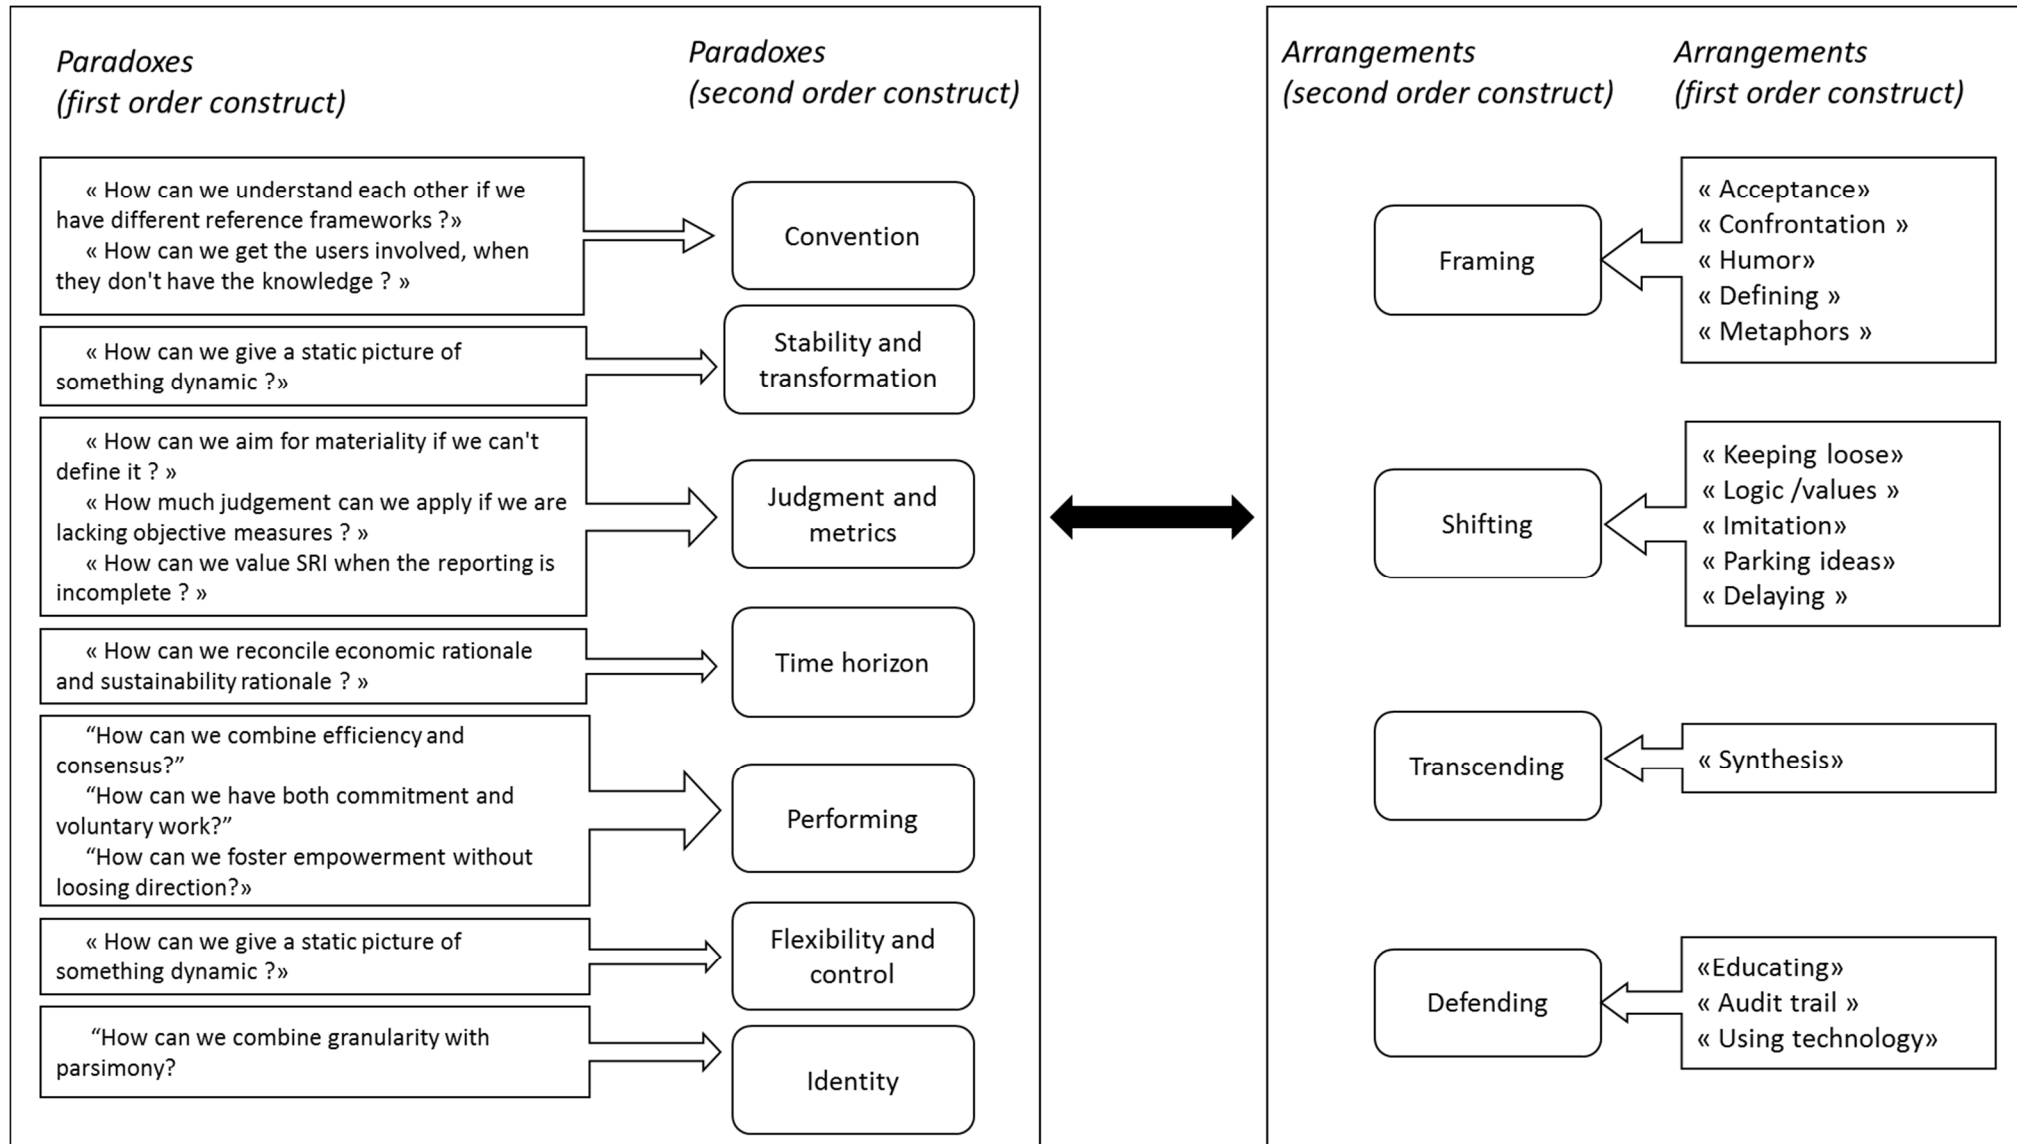 Paradoxes
(first order construct)
Paradoxes
(second order construct)
« How can we understand each other if we
have different reference frameworks ?»
« How can we get the users involved, when
they don't have the knowledge ? »
Convention
« How can we give a static picture of
something dynamic ?»
Stability and
transformation
« How can we aim for materiality if we can't
define it ? »
« How much judgement can we apply if we are
lacking objective measures ? »
« How can we value SRI when the reporting is
incomplete ? »
Judgment and
metrics
« How can we reconcile economic rationale
and sustainability rationale ? »
Time horizon
“How can we combine efficiency and
consensus?”
“How can we have both commitment and
voluntary work?”
“How can we foster empowerment without
loosing direction?»
Performing
« How can we give a static picture of
something dynamic ?»
Flexibility and
control
“How can we combine granularity with
parsimony?
Identity
Arrangements
(second order construct)
Arrangements
(first order construct)
Framing
« Acceptance»
« Confrontation »
« Humor»
« Defining »
« Metaphors »
Shifting
« Keeping loose»
« Logic /values »
« Imitation»
« Parking ideas»
« Delaying »
Transcending
« Synthesis»
Defending
«Educating»
« Audit trail »
« Using technology»